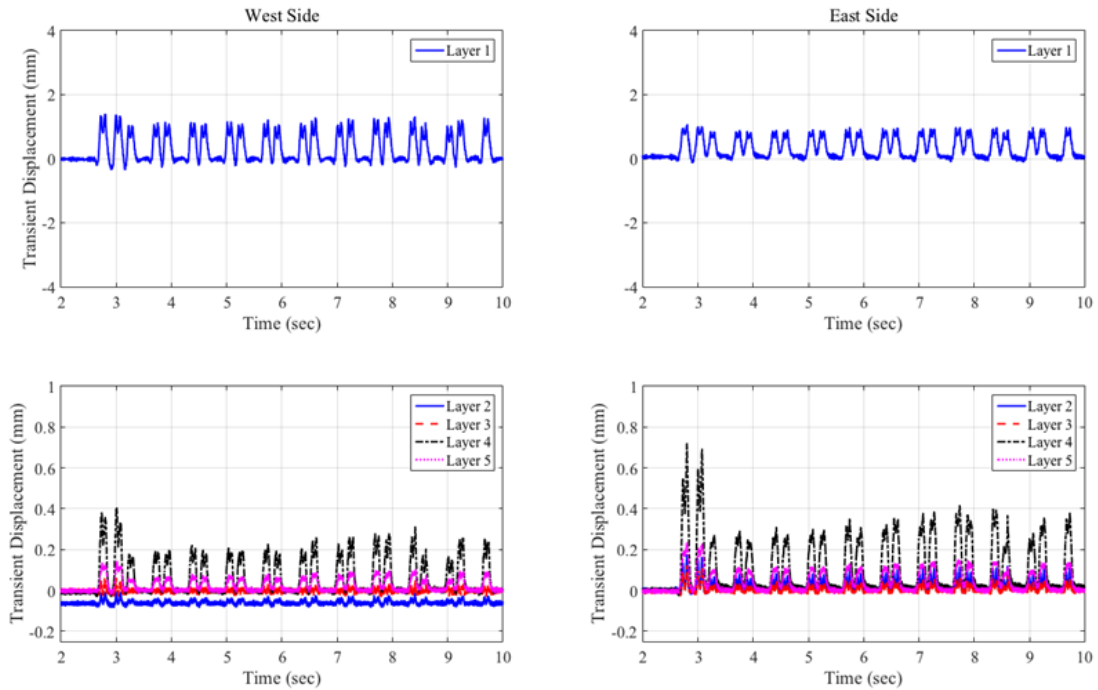 West Side
Transient Displacement (mm)
4
2
0
-2
-4
Layer 1
2 3 4 5 6 7 8 9 10
Time (sec)
East Side
Transient Displacement (mm)
4
2
0
-2
-4
Layer 1
2 3 4 5 6 7 8 9 10
Time (sec)
Transient Displacement (mm)
1
0.8
0.6
0.4
0.2
0
-0.2
Layer 2
Layer 3
Layer 4
Layer 5
2 3 4 5 6 7 8 9 10
Time (sec)
Transient Displacement (mm)
1
0.8
0.6
0.4
0.2
0
-0.2
Layer 2
Layer 3
Layer 4
Layer 5
2 3 4 5 6 7 8 9 10
Time (sec)